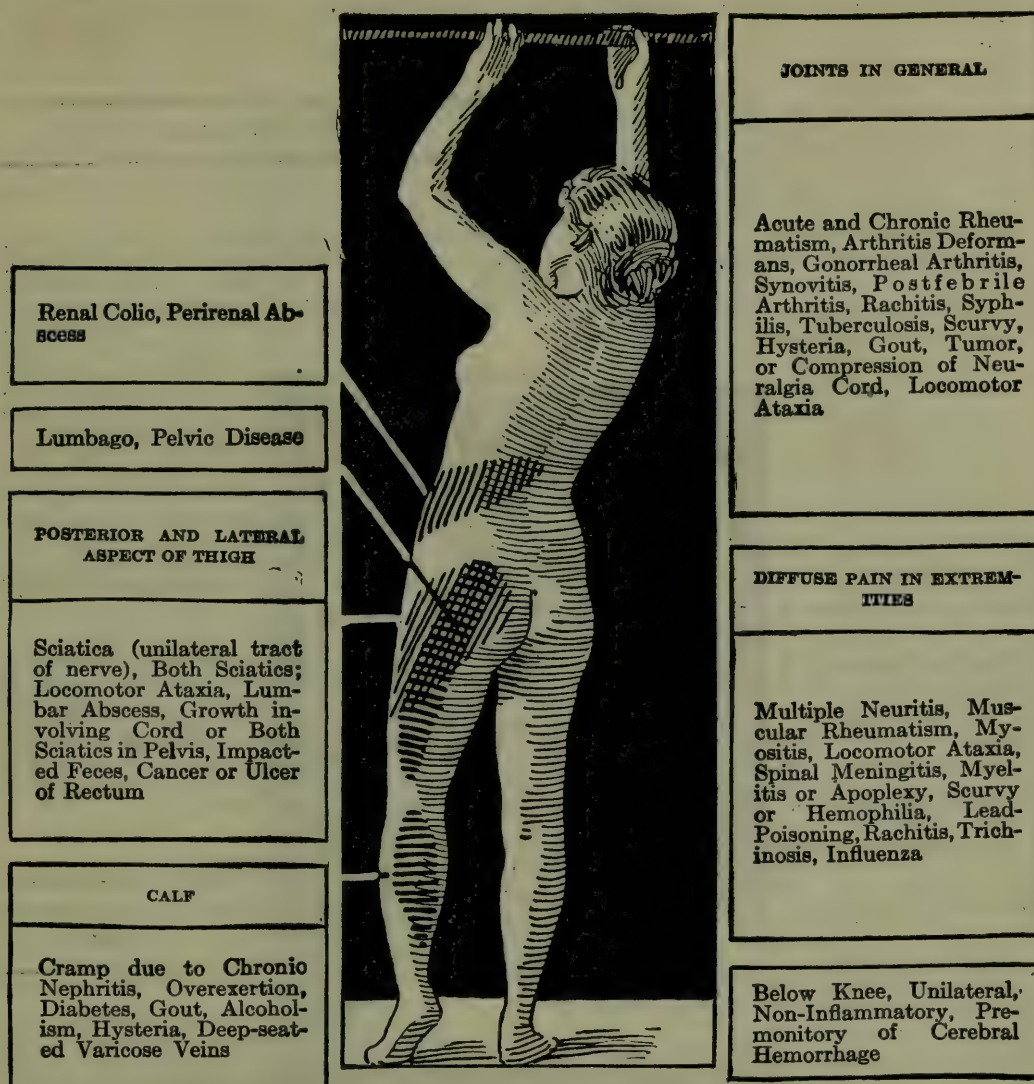 Renal Colic, Perirenal Ab-
scess
Lumbago, Pelvic Disease
POSTERIOR AND LATERAL
ASPECT OF THIGH
Sciatica (unilateral tract
of nerve), Both Sciatics;
Locomotor Ataxia, Lum-
bar Abscess, Growth in-
volving Cord or Both
Sciatics in Pelvis, Impact-
ed Feces, Cancer or Ulcer
of Rectum
CALF
Cramp due to Chronic
Nephritis, Overexertion,
Diabetes, Gout, Alcohol-
ism, Hysteria, Deep-seat-
ed Varicose Veins
JOINTS IN GENERAL
Acute and Chronic Rheu-
matism, Arthritis Deform-
ans, Gonorrheal Arthritis,
Synovitis, Postfebrile
Arthritis, Rachitis, Syph-
ilis, Tuberculosis, Scurvy,
Hysteria, Gout, Tumor,
or Compression of Neu-
ralgia Cord, Locomotor
Ataxia
DIFFUSE PAIN IN EXTREM-
ITIES
Multiple Neuritis, Mus-
cular Rheumatism, My-
ositis, Locomotor Ataxia,
Spinal Meningitis, Myel-
itis or Apoplexy, Scurvy
or Hemophilia, Lead-
Poisoning, Rachitis, Trich-
inosis, Influenza
Below Knee, Unilateral,
Non-Inflammatory, Pre-
monitory of Cerebral
Hemorrhage